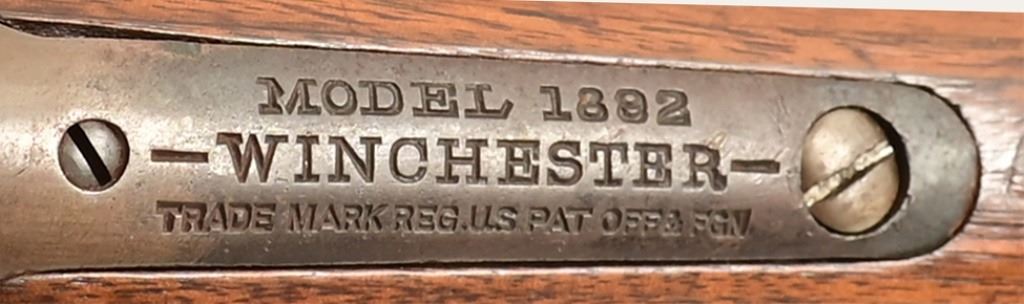 MODEL 1892
—WINCHESTER—
TRADE MARK REG. U.S PAT OFF & FGN